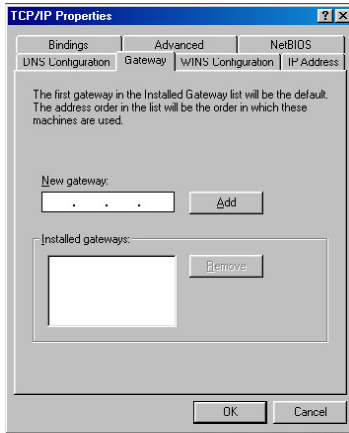 TCP/IP Properties
Bindings Advanced NetBIOS
DNS Configuration Gateway WINS Configuration IP Address
The first gateway in the Installed Gateway list will be the default.
The address order in the list will be the order in which these
machines are used.
New gateway:
. . . Add
Installed gateways:
Remove
OK Cancel